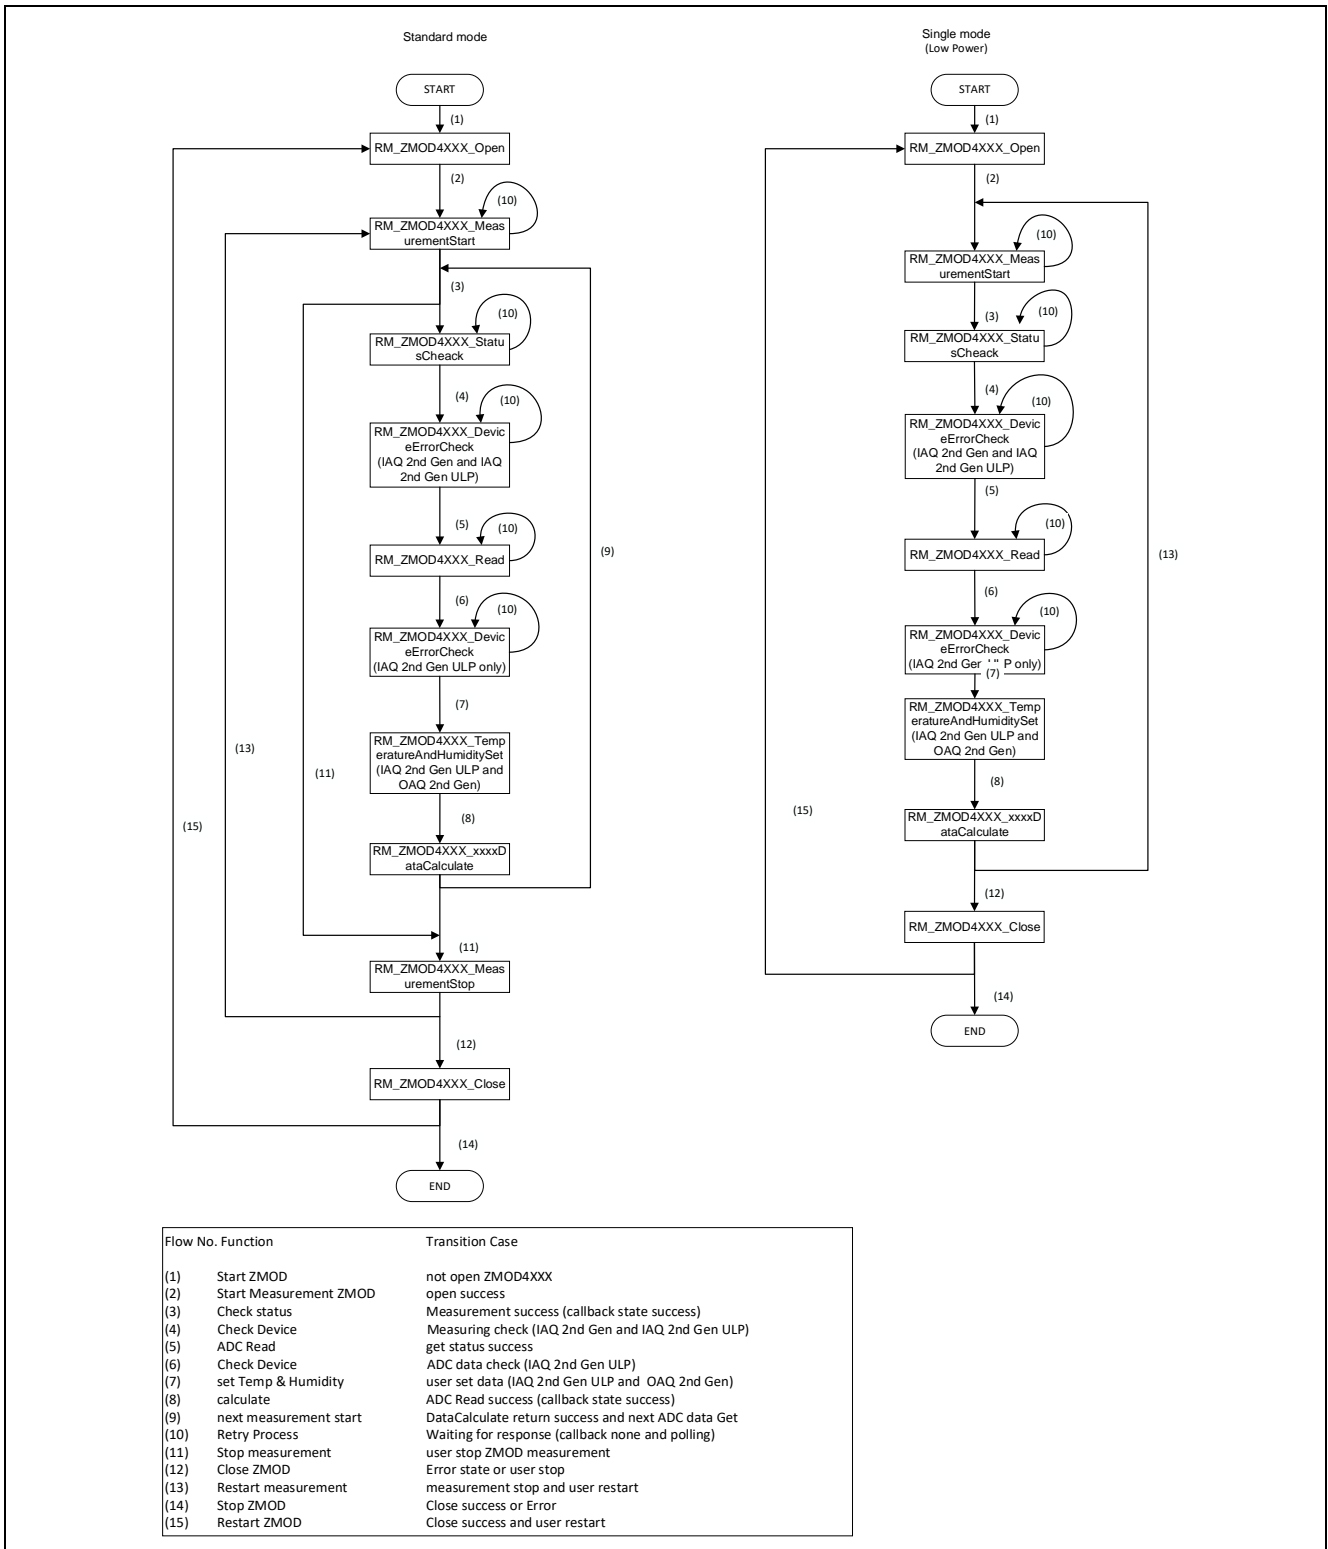 Standard mode
START
(1)
RM_ZMOD4XXX_Open
(2)
(10)
RM_ZMOD4XXX_Meas
urementStart
(3)
(10)
RM_ZMOD4XXX_Statu
sCheack
(4)
(10)
RM_ZMOD4XXX_Devic
eErrorCheck
(IAQ 2nd Gen and IAQ
2nd Gen ULP)
(5)
(10)
RM_ZMOD4XXX_Read
(9)
(6)
(10)
RM_ZMOD4XXX_Devic
eErrorCheck
(IAQ 2nd Gen ULP only)
(7)
RM_ZMOD4XXX_Temp
eratureAndHumiditySet
(IAQ 2nd Gen ULP and
OAQ 2nd Gen)
(13)
(11)
(8)
(15)
RM_ZMOD4XXX_xxxxD
ataCalculate
(11)
RM_ZMOD4XXX_Meas
urementStop
(12)
RM_ZMOD4XXX_Close
(14)
END
Single mode
(Low Power)
START
(1)
RM_ZMOD4XXX_Open
(2)
(10)
RM_ZMOD4XXX_Meas
urementStart
(3)
(10)
RM_ZMOD4XXX_Statu
sCheack
(4)
(10)
RM_ZMOD4XXX_Devic
eErrorCheck
(IAQ 2nd Gen and IAQ
2nd Gen ULP)
(5)
(10)
RM_ZMOD4XXX_Read
(13)
(6)
(10)
RM_ZMOD4XXX_Devic
eErrorCheck
(IAQ 2nd P only)
(7)
RM_ZMOD4XXX_Temp
eratureAndHumiditySet
(IAQ 2nd Gen ULP and
OAQ 2nd Gen)
(8)
(15)
RM_ZMOD4XXX_xxxxD
ataCalculate
(12)
RM_ZMOD4XXX_Close
(14)
END
Flow No. Function Transition Case
(1) Start ZMOD not open ZMOD4XXX
(2) Start Measurement ZMOD open success
(3) Check status Measurement success (callback state success)
(4) Check Device Measuring check (IAQ 2nd Gen and IAQ 2nd Gen ULP)
(5) ADC Read get status success
(6) Check Device ADC data check (IAQ 2nd Gen ULP)
(7) set Temp & Humidity user set data (IAQ 2nd Gen ULP and OAQ 2nd Gen)
(8) calculate ADC Read success (callback state success)
(9) next measurement start DataCalculate return success and next ADC data Get
(10) Retry Process Waiting for response (callback none and polling)
(11) Stop measurement user stop ZMOD measurement
(12) Close ZMOD Error state or user stop
(13) Restart measurement measurement stop and user restart
(14) Stop ZMOD Close success or Error
(15) Restart ZMOD Close success and user restart